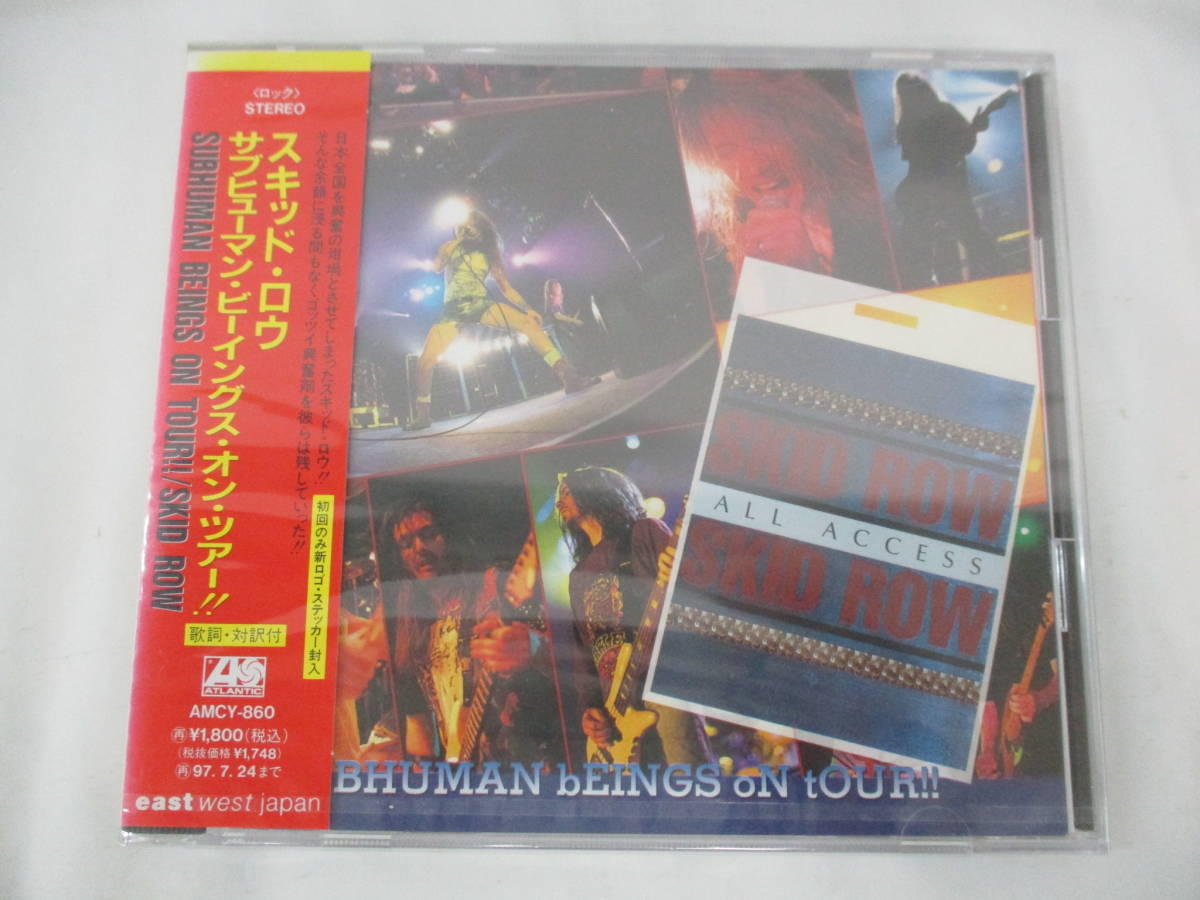 〈ロック〉
STEREO
スキッド・ロウ
サブヒューマン・ビーイングス・オン・ツアー!!
SUBHUMAN BEINGS ON TOUR!!/SKID ROW
日本全国を興奮の坩堝とさせてしまったスキッド・ロウ!!
そんな余韻に浸る間もなく、ゴッツイ興奮剤を彼らは残していった!!
初回のみ新ロゴ・ステッカー封入
歌詞・対訳付
ATLANTIC
AMCY-860
再¥1,800(税込)
(税抜価格¥1,748)
再97.7.24まで
east west japan
SKID ROW
ALL ACCESS
SKID ROW
BHUMAN bEINGS oN tOUR!!